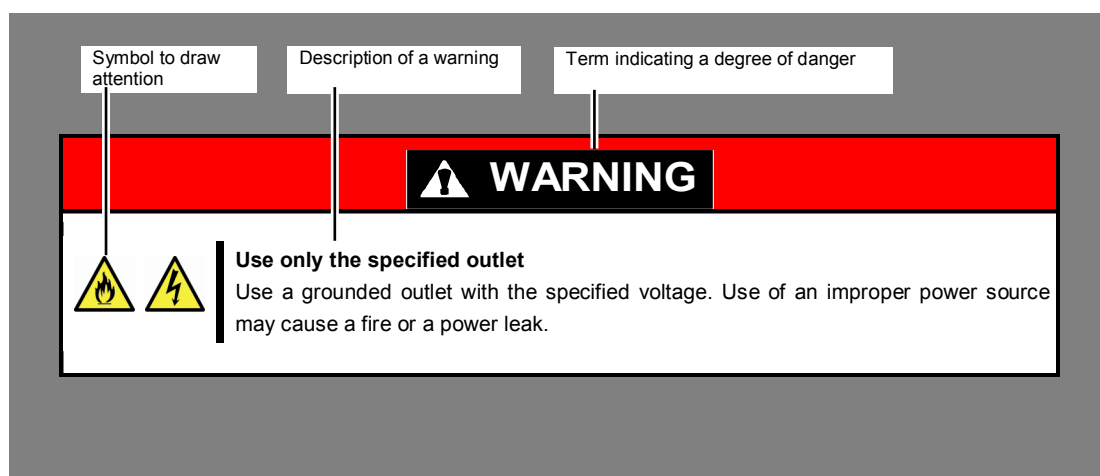 Symbol to draw
attention
Description of a warning
Term indicating a degree of danger
WARNING
Use only the specified outlet
Use a grounded outlet with the specified voltage. Use of an improper power source
may cause a fire or a power leak.